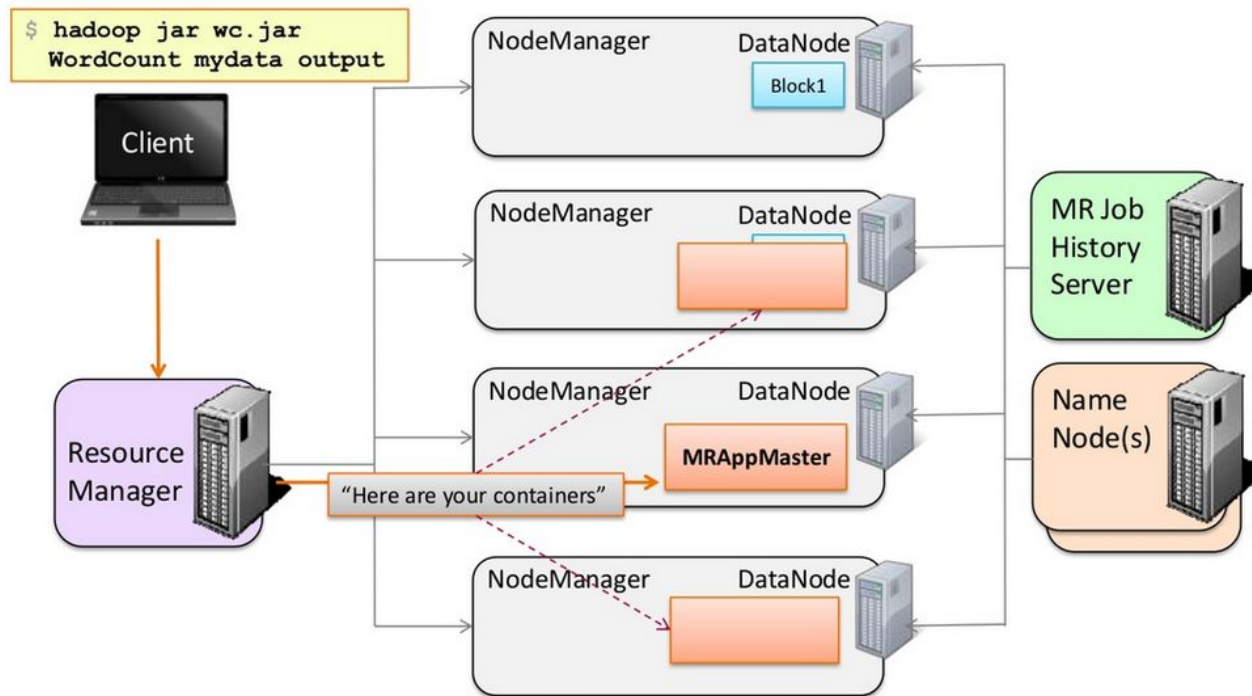 $ hadoop jar wc.jar
WordCount mydata output
Client
NodeManager
DataNode
Block1
NodeManager
DataNode
MR Job
History
Server
NodeManager
DataNode
MRAppMaster
Name
Node(s)
Resource
Manager
“Here are your containers”
NodeManager
DataNode